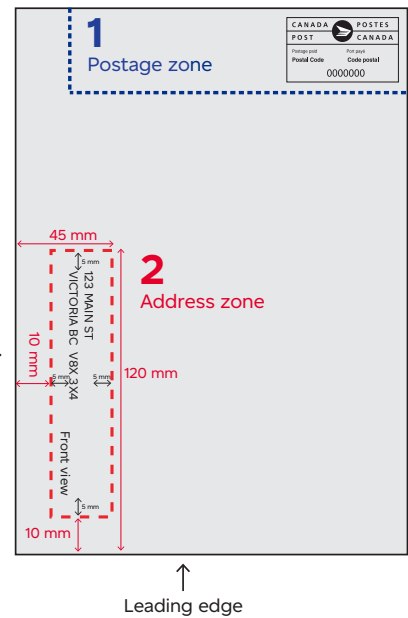 1
Postage zone
CANADA POSTES
POST CANADA
Postage paid Port payé
Postal Code Code postal
0000000
45 mm
5 mm
2
Address zone
123 MAIN ST
VICTORIA BC  V8X 3X4
10 mm
5 mm
5 mm
120 mm
Front view
5 mm
10 mm
Leading edge